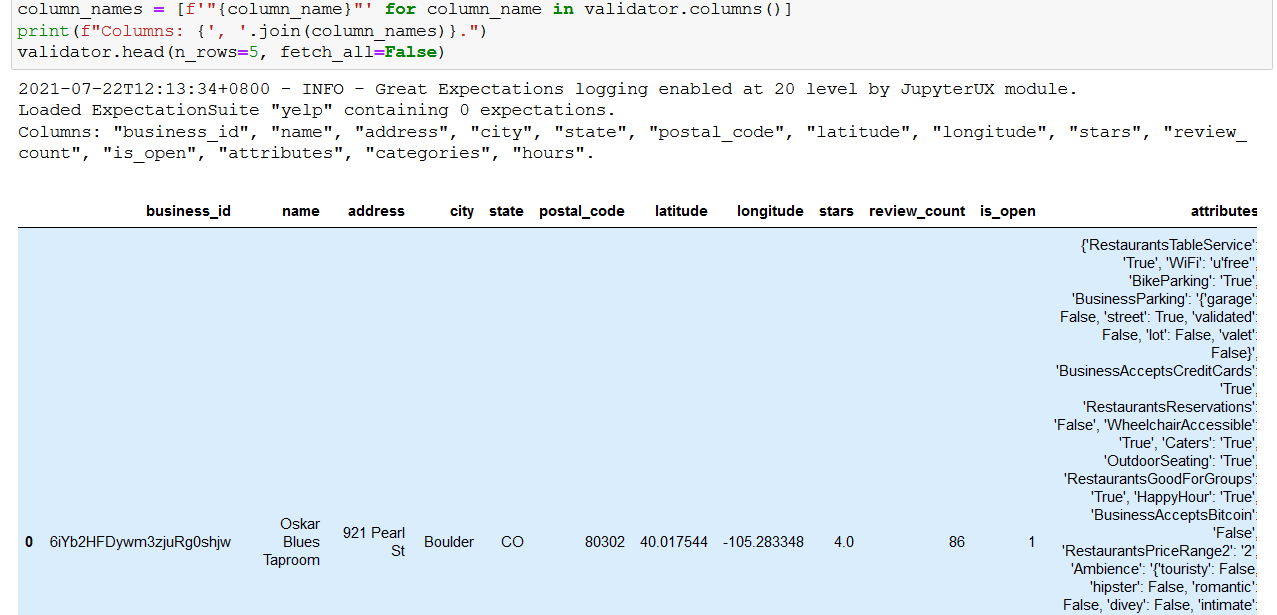 column_names = [f'"{column_name}"' for column_name in validator.columns()]
print(f"Columns: {', '.join(column_names)}.")
validator.head(n_rows=5, fetch_all=False)
2021-07-22T12:13:34+0800 - INFO - Great Expectations logging enabled at 20 level by JupyterUX module.
Loaded ExpectationSuite "yelp" containing 0 expectations.
Columns: "business_id", "name", "address", "city", "state", "postal_code", "latitude", "longitude", "stars", "review_
count", "is_open", "attributes", "categories", "hours".
business_id name address city state postal_code latitude longitude stars review_count is_open attributes
{'RestaurantsTableService':
'True', 'WiFi': 'u'free'',
'BikeParking': 'True',
'BusinessParking': '{'garage':
False, 'street': True, 'validated':
False, 'lot': False, 'valet':
False}',
'BusinessAcceptsCreditCards':
'True',
'RestaurantsReservations':
'False', 'WheelchairAccessible':
'True', 'Caters': 'True',
'OutdoorSeating': 'True',
'RestaurantsGoodForGroups':
'True', 'HappyHour': 'True',
'BusinessAcceptsBitcoin':
'False',
0 6iYb2HFDywm3zjuRg0shjw Oskar Blues Taproom 921 Pearl St Boulder CO 80302 40.017544 -105.283348 4.0 86 1
'RestaurantsPriceRange2': '2',
'Ambience': '{'touristy': False,
'hipster': False, 'romantic':
False, 'divey': False, 'intimate':